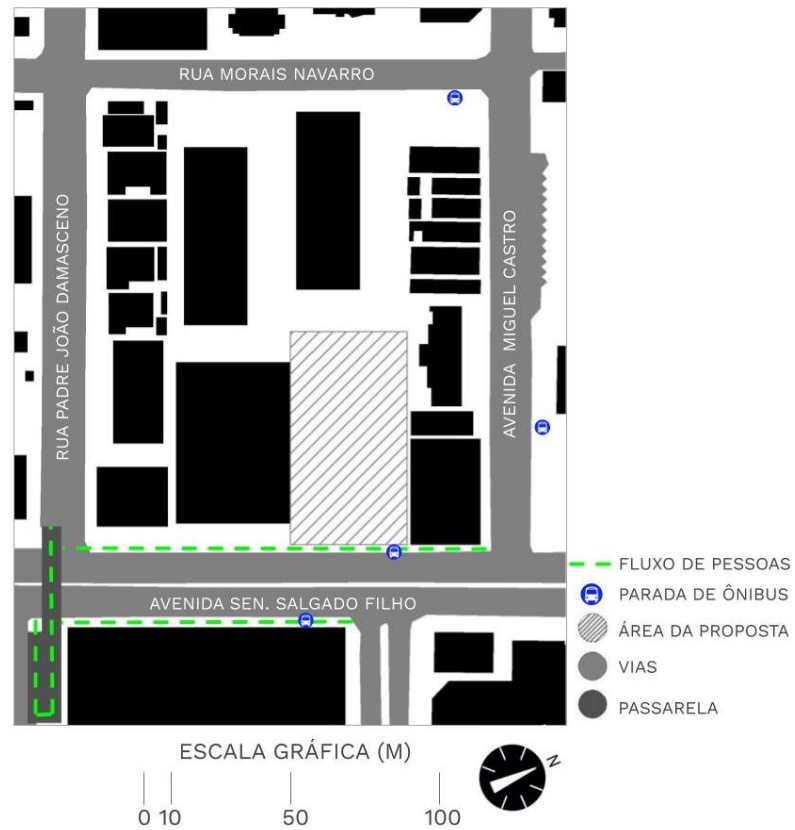 RUA MORAIS NAVARRO
RUA PADRE JOÃO DAMASCENO
AVENIDA MIGUEL CASTRO
AVENIDA SEN. SALGADO FILHO
FLUXO DE PESSOAS
PARADA DE ÔNIBUS
ÁREA DA PROPOSTA
VIAS
PASSARELA
ESCALA GRÁFICA (M)
N
0 10 50 100